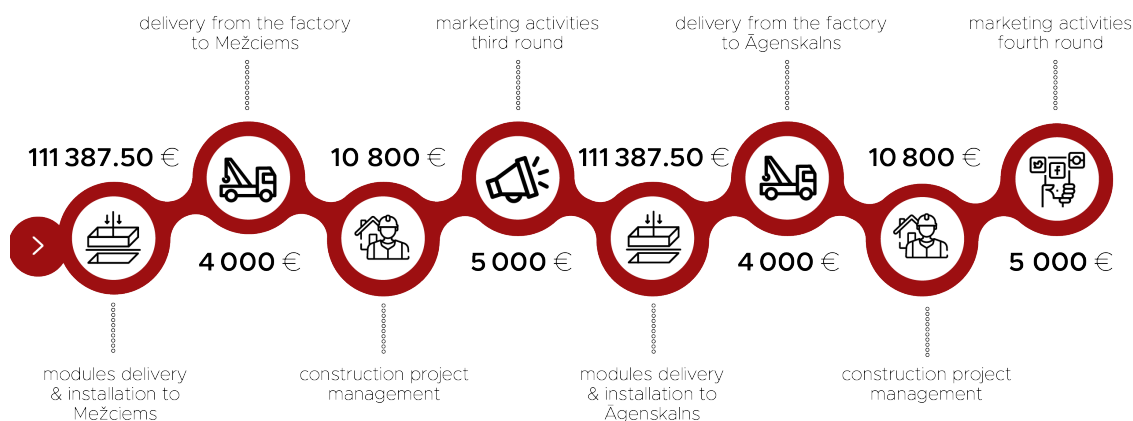 delivery from the factory
to Mežciems
marketing activities
third round
delivery from the factory
to Āgenskalns
marketing activities
fourth round
111 387.50 €
10 800 €
111 387.50 €
10 800 €
4 000 €
5 000 €
4 000 €
5 000 €
modules delivery
& installation to
Mežciems
construction project
management
modules delivery
& installation to
Āgenskalns
construction project
management